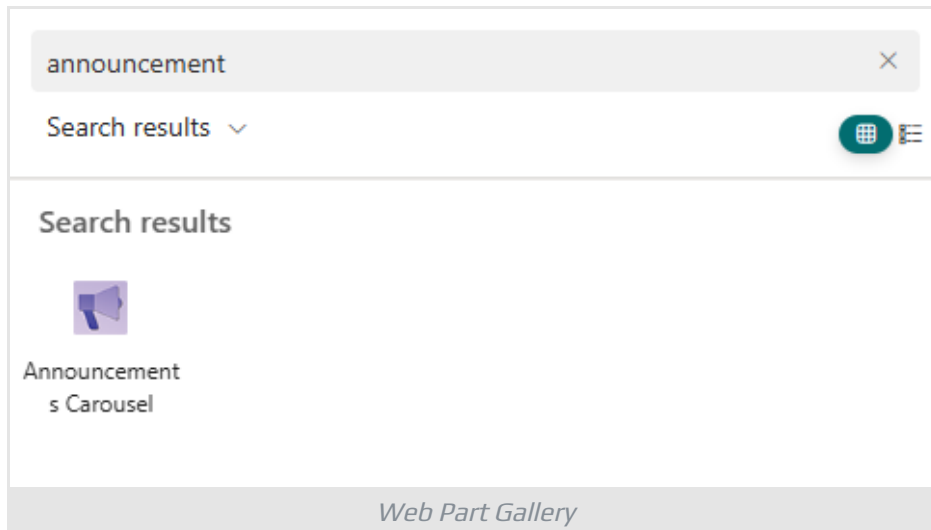 announcement
Search results
Search results
Announcement
s Carousel
Web Part Gallery